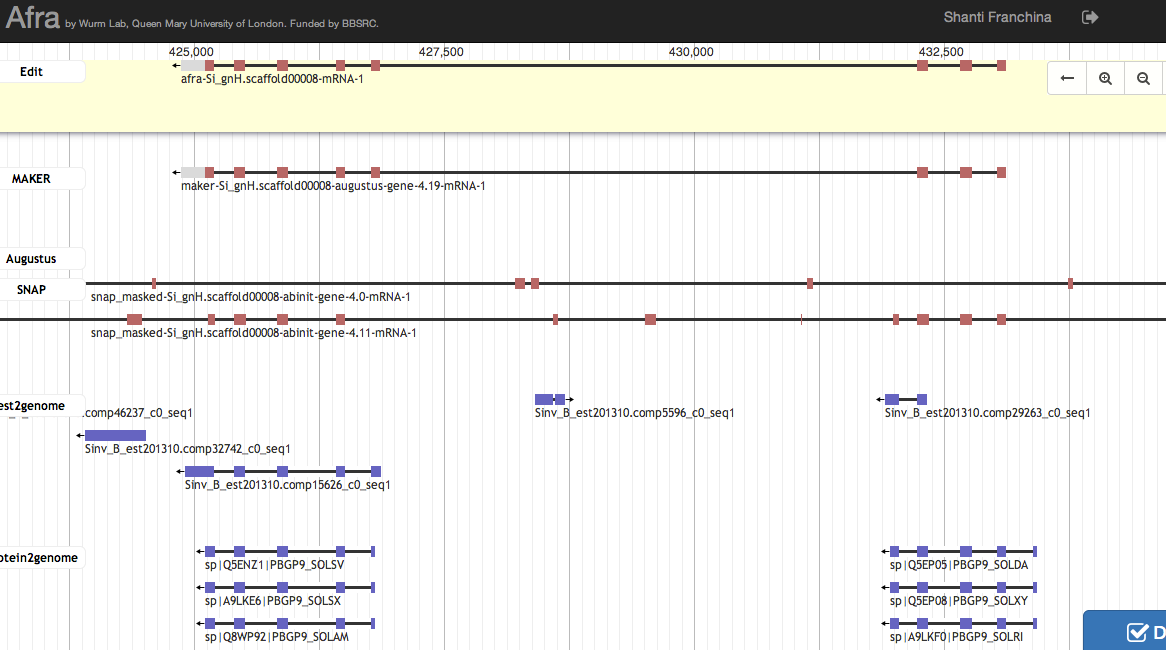 Afra by Wurm Lab, Queen Mary University of London. Funded by BBSRC.
Shanti Franchina
425,000 427,500 430,000 432,500
Edit
afra-Si_gnH.scaffold00008-mRNA-1
MAKER
maker-Si_gnH.scaffold00008-augustus-gene-4.19-mRNA-1
Augustus
SNAP
snap_masked-Si_gnH.scaffold00008-abinit-gene-4.0-mRNA-1
snap_masked-Si_gnH.scaffold00008-abinit-gene-4.11-mRNA-1
est2genome
.comp46237_c0_seq1
Sinv_B_est201310.comp5596_c0_seq1
Sinv_B_est201310.comp29263_c0_seq1
Sinv_B_est201310.comp32742_c0_seq1
Sinv_B_est201310.comp15626_c0_seq1
otein2genome
sp|Q5ENZ1|PBGP9_SOLSV
sp|Q5EP05|PBGP9_SOLDA
sp|A9LKE6|PBGP9_SOLSX
sp|Q5EP08|PBGP9_SOLXY
sp|Q8WP92|PBGP9_SOLAM
sp|A9LKF0|PBGP9_SOLRI
D